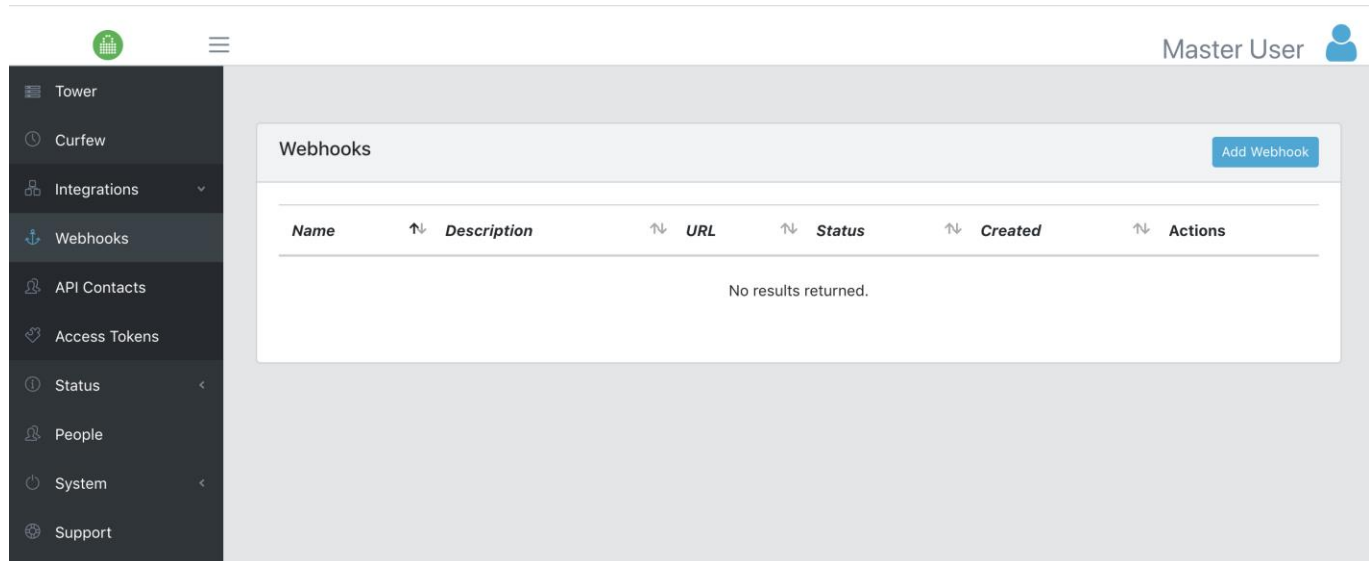 Master User
Tower
Curfew
Integrations
Webhooks
API Contacts
Access Tokens
Status
People
System
Support
Webhooks
Add Webhook
Name Description URL Status Created Actions
No results returned.